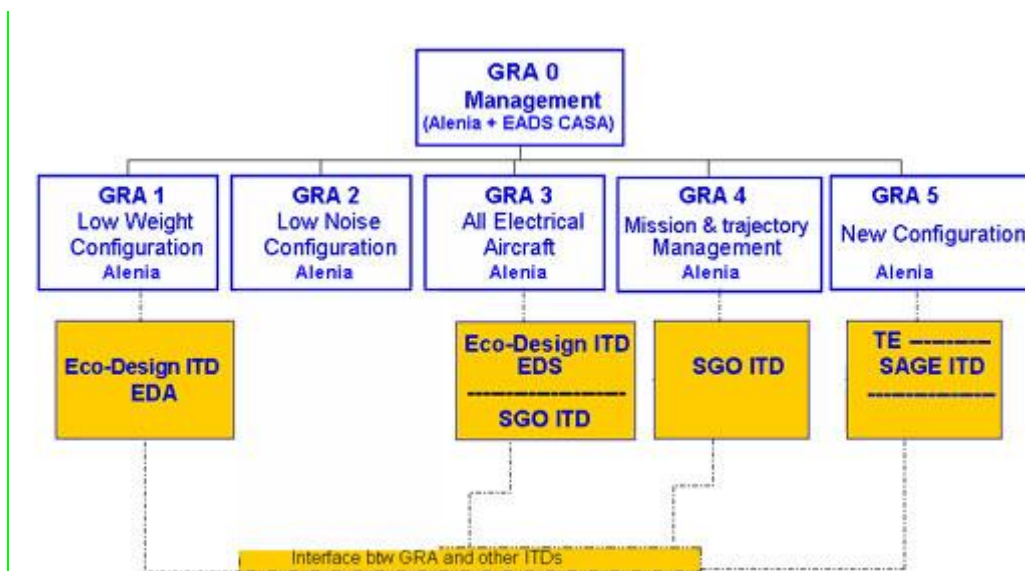 GRA 0
Management
(Alenia + EADS CASA)
GRA 1
Low Weight
Configuration
Alenia
GRA 2
Low Noise
Configuration
Alenia
GRA 3
All Electrical
Aircraft
Alenia
GRA 4
Mission & trajectory
Management
Alenia
GRA 5
New Configuration
Alenia
Eco-Design ITD
EDA
Eco-Design ITD
EDS
SGO ITD
SGO ITD
TE
SAGE ITD
Interface btw GRA and other ITDs